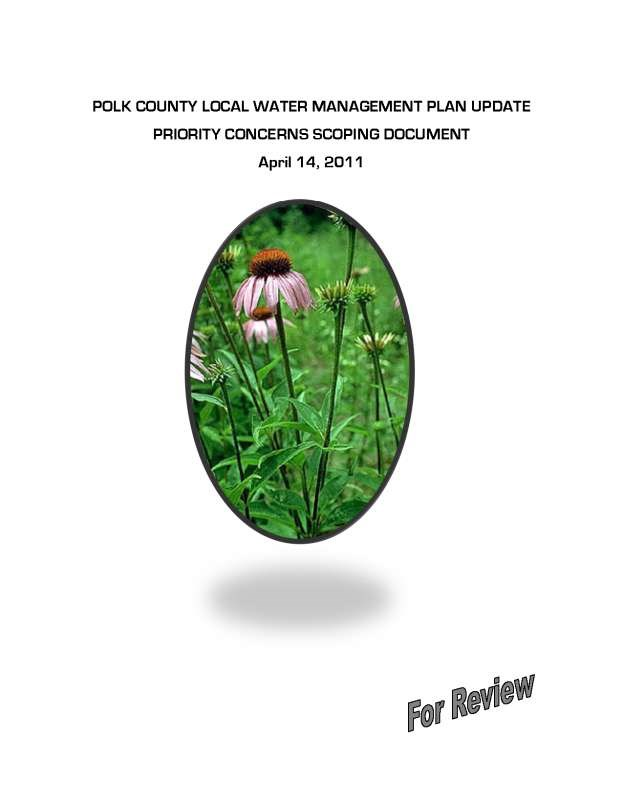 POLK COUNTY LOCAL WATER MANAGEMENT PLAN UPDATE
PRIORITY CONCERNS SCOPING DOCUMENT
April 14, 2011
For Review